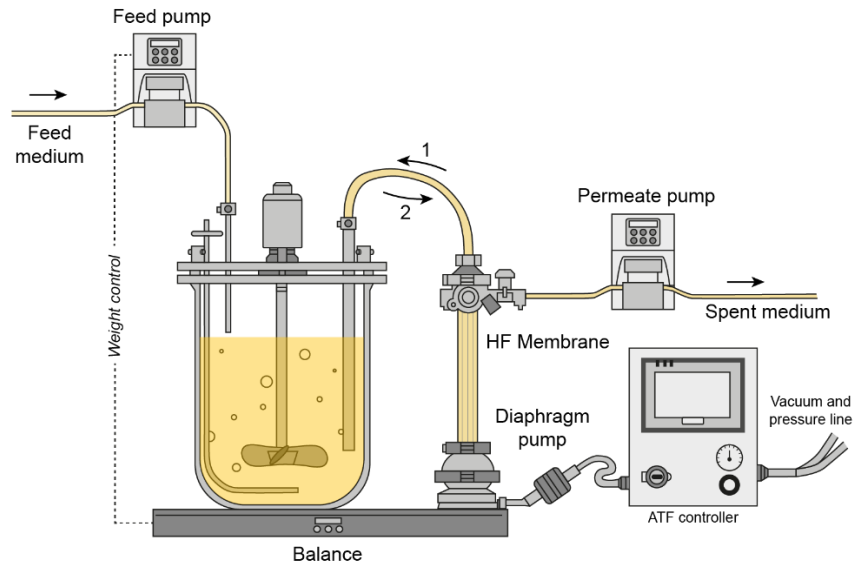 Feed pump
Feed
medium
1
2
Permeate pump
Spent medium
HF Membrane
Weight control
Diaphragm
pump
Vacuum and
pressure line
ATF controller
Balance